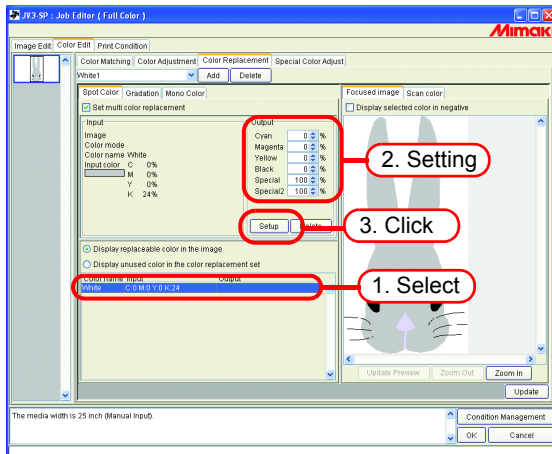 JV3-SP : Job Editor ( Full Color )
Mimaki
Image Edit Color Edit Print Condition
Color Matching Color Adjustment Color Replacement Special Color Adjust
White1 Add Delete
Spot Color Gradation Mono Color
Focused image Scan color
Set multi color replacement
Display selected color in negative
Input
Output
Image
Color mode
Color name White
Input color C 0%
M 0%
Y 0%
K 24%
Cyan 0 %
Magenta 0 %
Yellow 0 %
Black 0 %
Special 100 %
Special2 100 %
2. Setting
Setup Delete
3. Click
Display replaceable color in the image
Display unused color in the color replacement set
Color name Input Output
White C:0 M:0 Y:0 K:24
1. Select
Update Preview Zoom Out Zoom In
Update
The media width is 25 inch (Manual Input).
Condition Management
OK Cancel